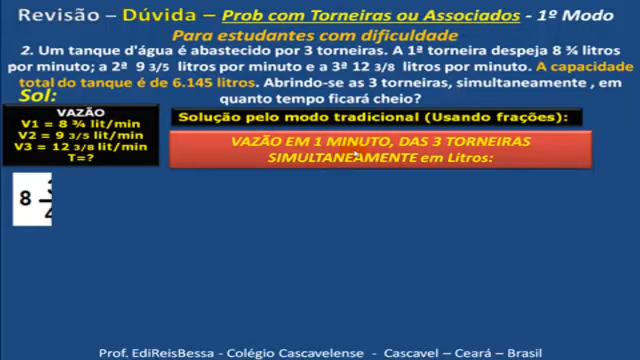 Revisão – Dúvida – Prob com Torneiras ou Associados - 1º Modo
Para estudantes com dificuldade
2. Um tanque d'água é abastecido por 3 torneiras. A 1ª torneira despeja 8 ¾ litros
por minuto; a 2ª 9 3/5 litros por minuto e a 3ª 12 3/8 litros por minuto. A capacidade
total do tanque é de 6.145 litros. Abrindo-se as 3 torneiras, simultaneamente , em
quanto tempo ficará cheio?
Sol:
VAZÃO
V1 = 8 ¾ lit/min
V2 = 9 3/5 lit/min
V3 = 12 3/8 lit/min
T=?
Solução pelo modo tradicional (Usando frações):
VAZÃO EM 1 MINUTO, DAS 3 TORNEIRAS
SIMULTANEAMENTE em Litros:
8 3/4
Prof. EdiReisBessa - Colégio Cascavelense - Cascavel – Ceará – Brasil